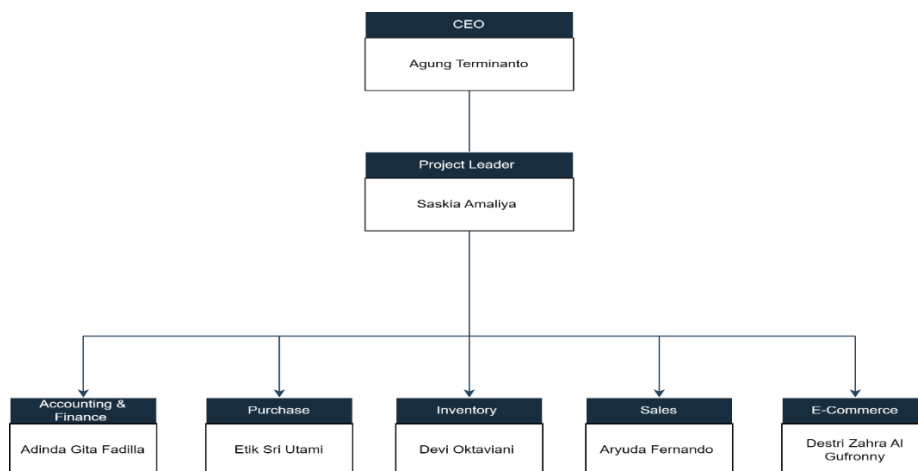 CEO
Agung Terminanto
Project Leader
Saskia Amaliya
Accounting &
Finance
Adinda Gita Fadilla
Purchase
Etik Sri Utami
Inventory
Devi Oktaviani
Sales
Aryuda Fernando
E-Commerce
Destri Zahra Al
Gufronny